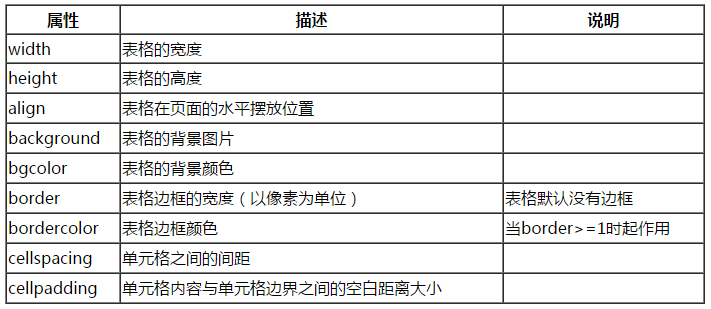 属性 描述 说明
width 表格的宽度
height 表格的高度
align 表格在页面的水平摆放位置
background 表格的背景图片
bgcolor 表格的背景颜色
border 表格边框的宽度（以像素为单位） 表格默认没有边框
bordercolor 表格边框颜色 当border>=1时起作用
cellspacing 单元格之间的间距
cellpadding 单元格内容与单元格边界之间的空白距离大小